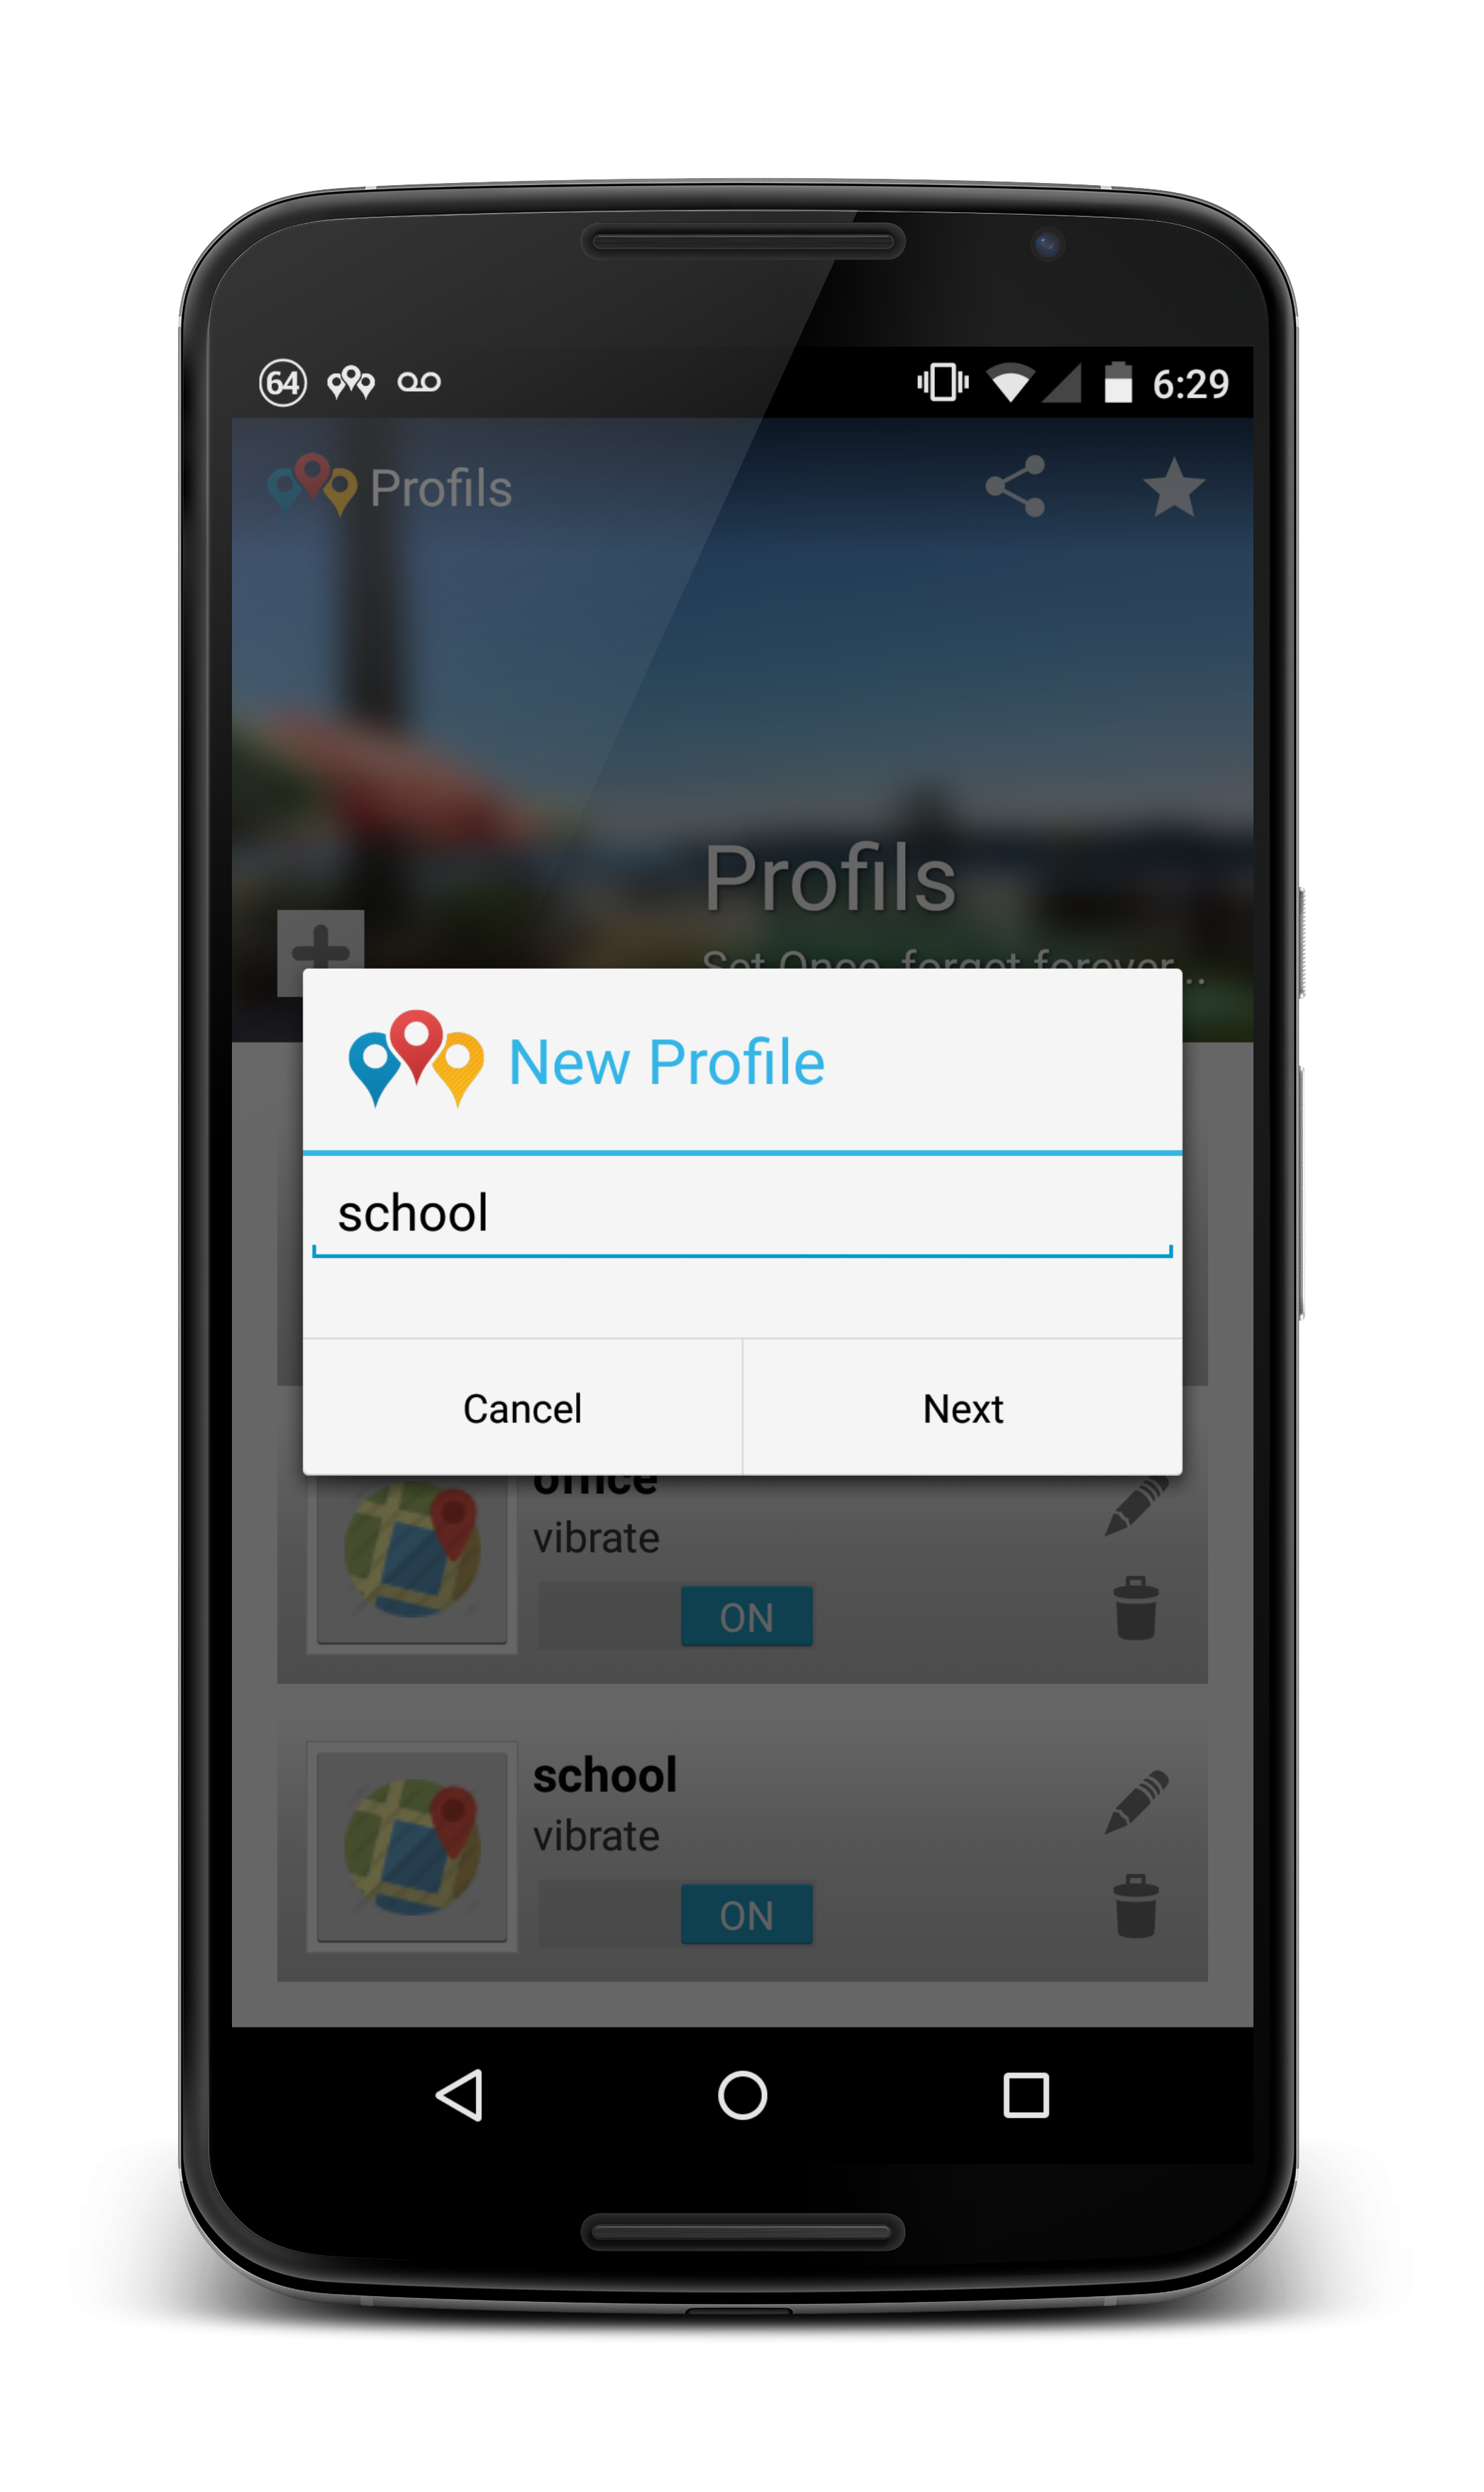 64
6:29
Profils
Profils
Set Once, forget forever...
New Profile
school
Cancel
Next
office
vibrate
ON
school
vibrate
ON